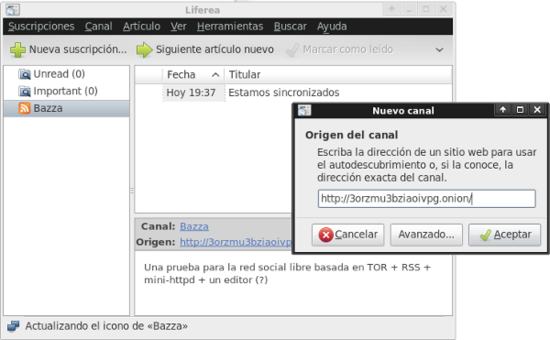 Liferea
Suscripciones Canal Artículo Ver Herramientas Buscar Ayuda
Nueva suscripción... Siguiente artículo nuevo Marcar como leído
Unread (0)
Important (0)
Bazza
Fecha Titular
Hoy 19:37 Estamos sincronizados
Canal: Bazza
Origen: http://3orzmu3bziaoivp
Una prueba para la red social libre basada en TOR + RSS +
mini-httpd + un editor (?)
Actualizando el icono de «Bazza»
Nuevo canal
Origen del canal
Escriba la dirección de un sitio web para usar
el autodescubrimiento o, si la conoce, la
dirección exacta del canal.
http://3orzmu3bziaoivpg.onion/
Cancelar Avanzado... Aceptar